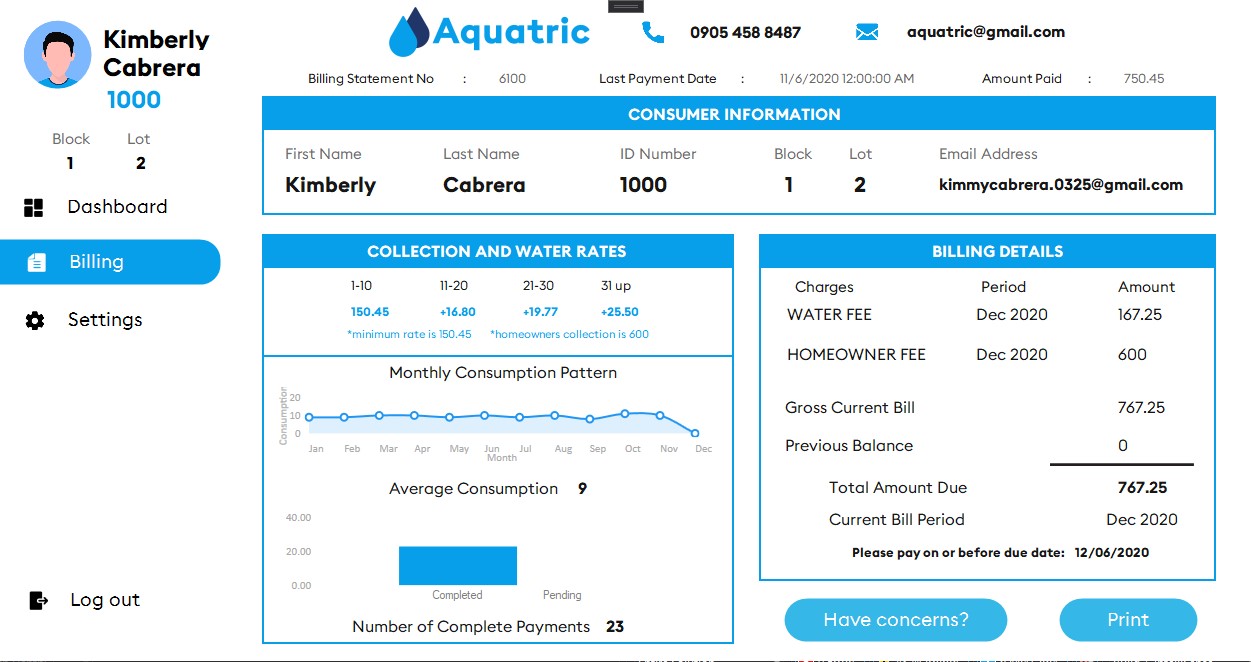 Kimberly
Cabrera
1000
Block Lot
1 2
Dashboard
Billing
Settings
Log out
Aquatric 0905 458 8487 aquatric@gmail.com
Billing Statement No : 6100 Last Payment Date : 11/6/2020 12:00:00 AM Amount Paid : 750.45
CONSUMER INFORMATION
First Name Last Name ID Number Block Lot Email Address
Kimberly Cabrera 1000 1 2 kimmycabrera.0325@gmail.com
COLLECTION AND WATER RATES
1-10 11-20 21-30 31 up
150.45 +16.80 +19.77 +25.50
*minimum rate is 150.45 *homeowners collection is 600
Monthly Consumption Pattern
Consumption
20
10
0
Jan Feb Mar Apr May Jun Jul Aug Sep Oct Nov Dec
Month
Average Consumption 9
40.00
20.00
0.00
Completed Pending
Number of Complete Payments 23
BILLING DETAILS
Charges Period Amount
WATER FEE Dec 2020 167.25
HOMEOWNER FEE Dec 2020 600
Gross Current Bill 767.25
Previous Balance 0
Total Amount Due 767.25
Current Bill Period Dec 2020
Please pay on or before due date: 12/06/2020
Have concerns? Print